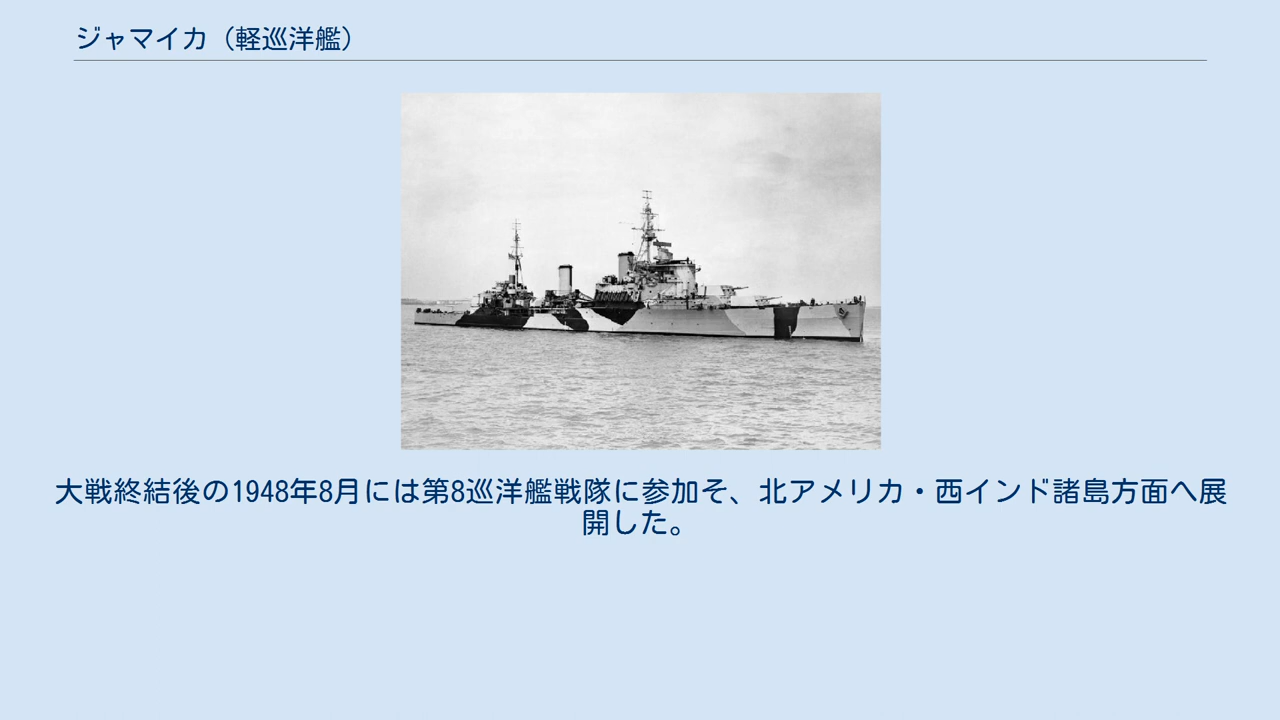 ジャマイカ（軽巡洋艦）
大戦終結後の1948年8月には第8巡洋艦戦隊に参加そ、北アメリカ・西インド諸島方面へ展
開した。